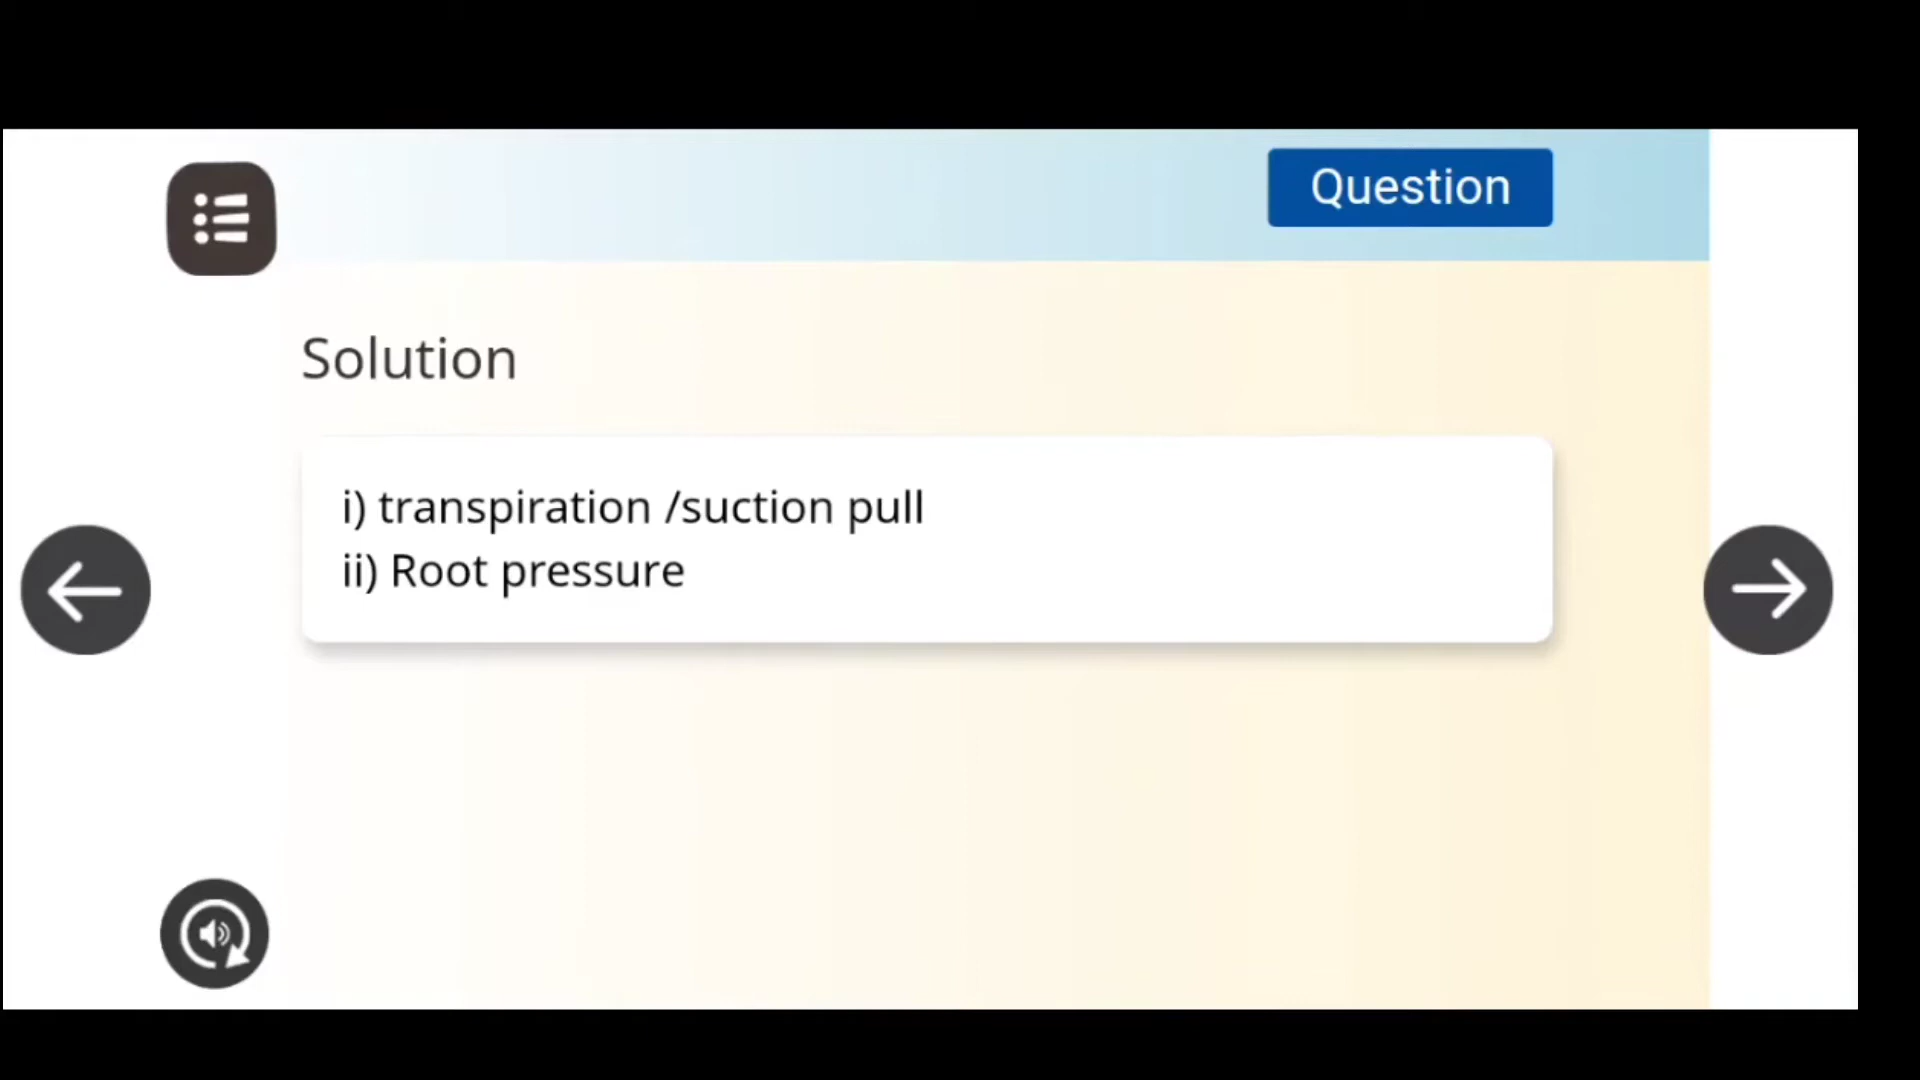 Question
Solution
i) transpiration /suction pull
ii) Root pressure